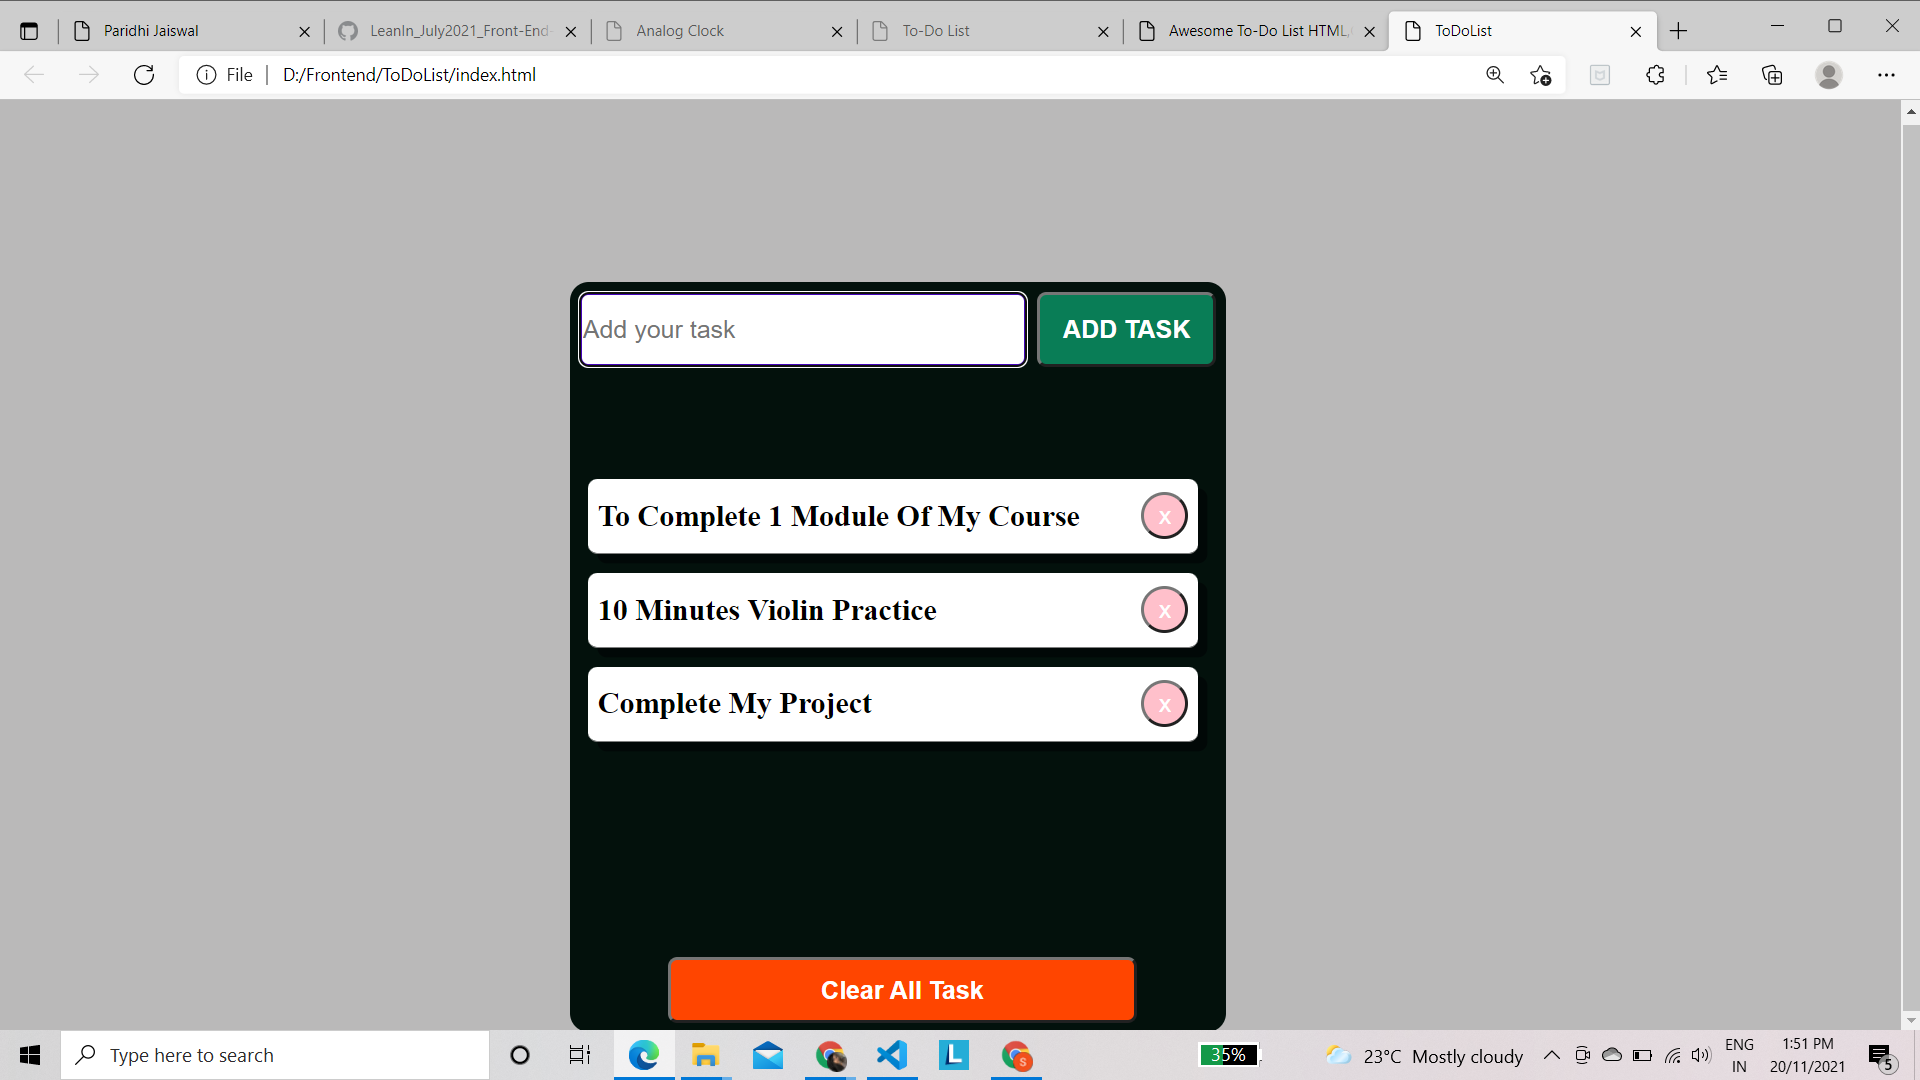 Paridhi Jaiswal
LeanIn_July2021_Front-End-
Analog Clock
To-Do List
Awesome To-Do List HTML,
ToDoList
File
D:/Frontend/ToDoList/index.html
Add your task
ADD TASK
To Complete 1 Module Of My Course
x
10 Minutes Violin Practice
x
Complete My Project
x
Clear All Task
Type here to search
L
S
35%
23°C Mostly cloudy
ENG
IN
1:51 PM
20/11/2021
5